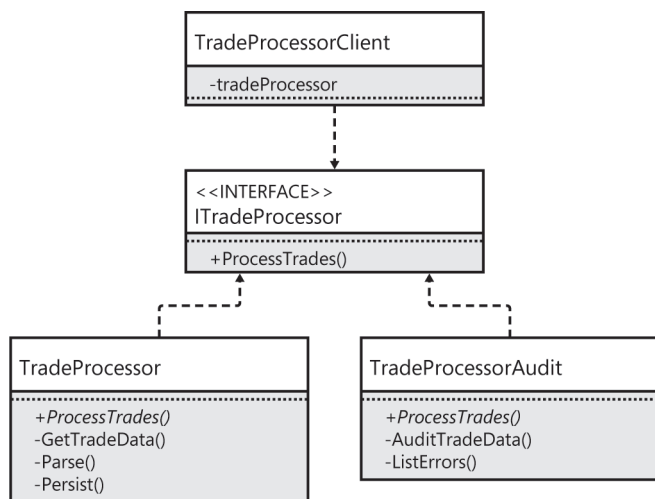 TradeProcessorClient
-tradeProcessor
<<INTERFACE>>
ITradeProcessor
+ProcessTrades()
TradeProcessor
+ProcessTrades()
-GetTradeData()
-Parse()
-Persist()
TradeProcessorAudit
+ProcessTrades()
-AuditTradeData()
-ListErrors()